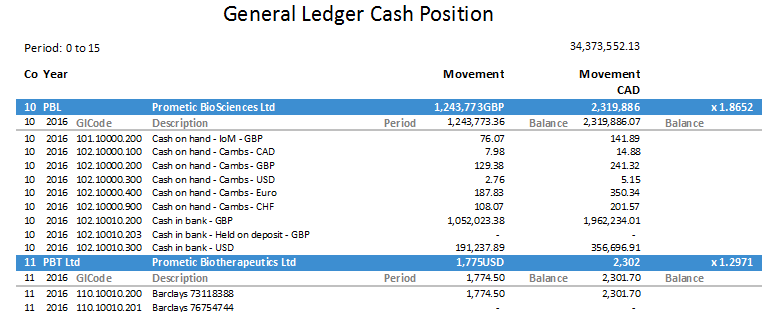 General Ledger Cash Position
Period: 0 to 15 34,373,552.13
Co Year Movement Movement
CAD
10 PBL Prometic BioSciences Ltd 1,243,773GBP 2,319,886 x 1.8652
10 2016 GlCode Description Period 1,243,773.36 Balance 2,319,886.07 Balance
10 2016 101.10000.200 Cash on hand - IoM - GBP 76.07 141.89
10 2016 102.10000.100 Cash on hand - Cambs - CAD 7.98 14.88
10 2016 102.10000.200 Cash on hand - Cambs - GBP 129.38 241.32
10 2016 102.10000.300 Cash on hand - Cambs - USD 2.76 5.15
10 2016 102.10000.400 Cash on hand - Cambs - Euro 187.83 350.34
10 2016 102.10000.900 Cash on hand - Cambs - CHF 108.07 201.57
10 2016 102.10010.200 Cash in bank - GBP 1,052,023.38 1,962,234.01
10 2016 102.10010.203 Cash in bank - Held on deposit - GBP - -
10 2016 102.10010.300 Cash in bank - USD 191,237.89 356,696.91
11 PBT Ltd Prometic Biotherapeutics Ltd 1,775USD 2,302 x 1.2971
11 2016 GlCode Description Period 1,774.50 Balance 2,301.70 Balance
11 2016 110.10010.200 Barclays 73118388 1,774.50 2,301.70
11 2016 110.10010.201 Barclays 76754744 - -